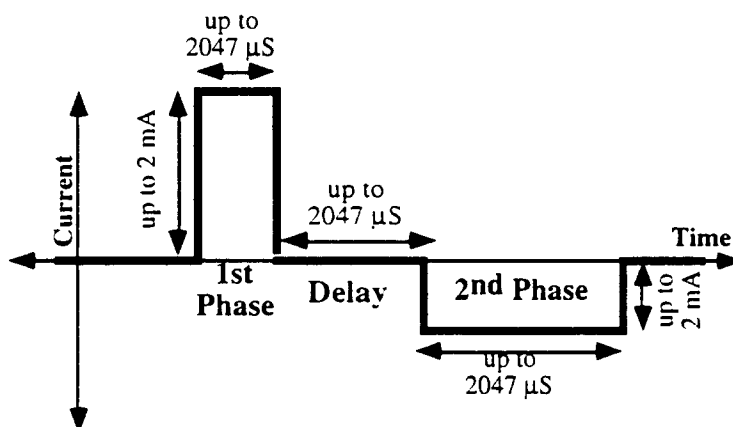 up to
2047 µS
Current
up to 2 mA
up to
2047 µS
Time
1st
Phase
Delay
2nd Phase
up to
2 mA
up to
2047 µS